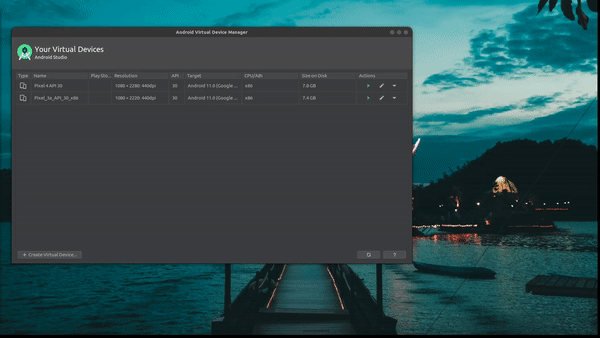 Android Virtual Device Manager
Your Virtual Devices
Android Studio
Type Name Play Sto... Resolution API Target CPU/ABI Size on Disk Actions
Pixel 4 API 30 1080 × 2280: 440dpi 30 Android 11.0 (Google ... x86 7.8 GB
Pixel_3a_API_30_x86 1080 × 2220: 440dpi 30 Android 11.0 (Google ... x86 7.4 GB
+ Create Virtual Device...
?